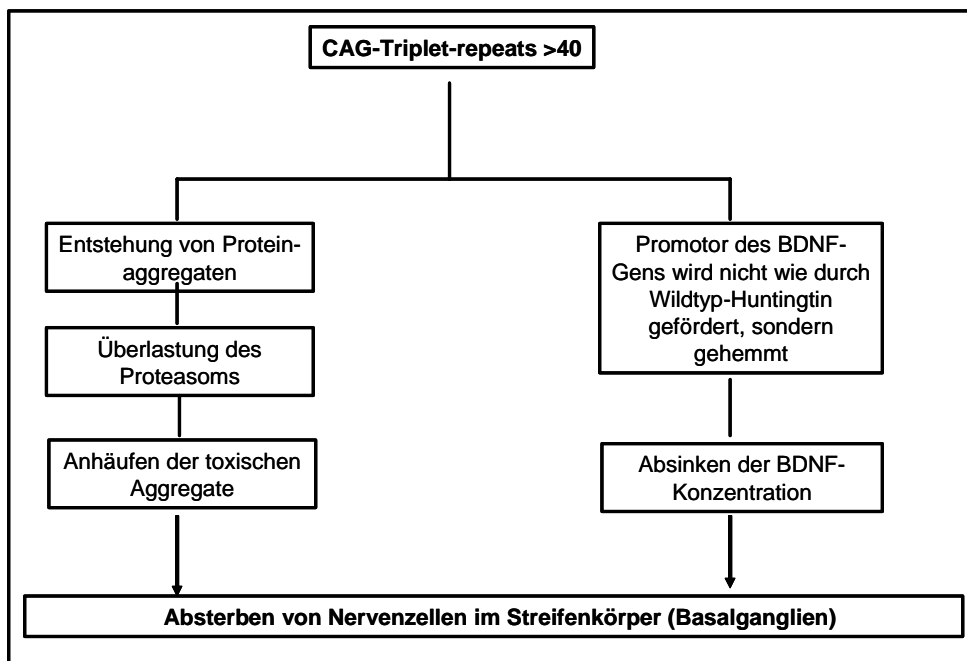 CAG-Triplet-repeats >40
Entstehung von Protein-
aggregaten
Überlastung des
Proteasoms
Anhäufen der toxischen
Aggregate
Promotor des BDNF-
Gens wird nicht wie durch
Wildtyp-Huntingtin
gefördert, sondern
gehemmt
Absinken der BDNF-
Konzentration
Absterben von Nervenzellen im Streifenkörper (Basalganglien)